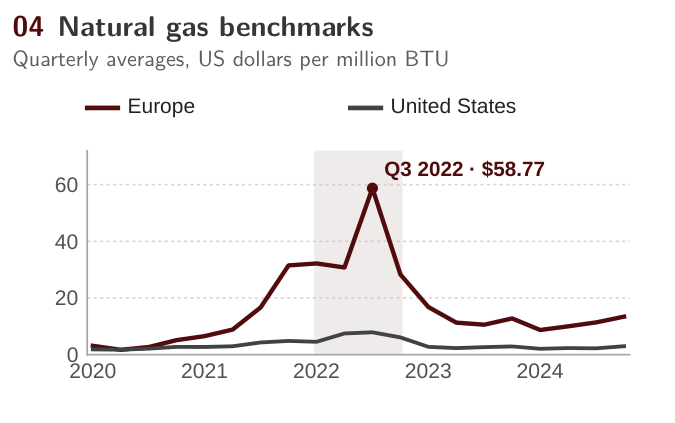 04 Natural gas benchmarks
Quarterly averages, US dollars per million BTU
Europe United States
Q3 2022 · $58.77
60
40
20
0
2020 2021 2022 2023 2024